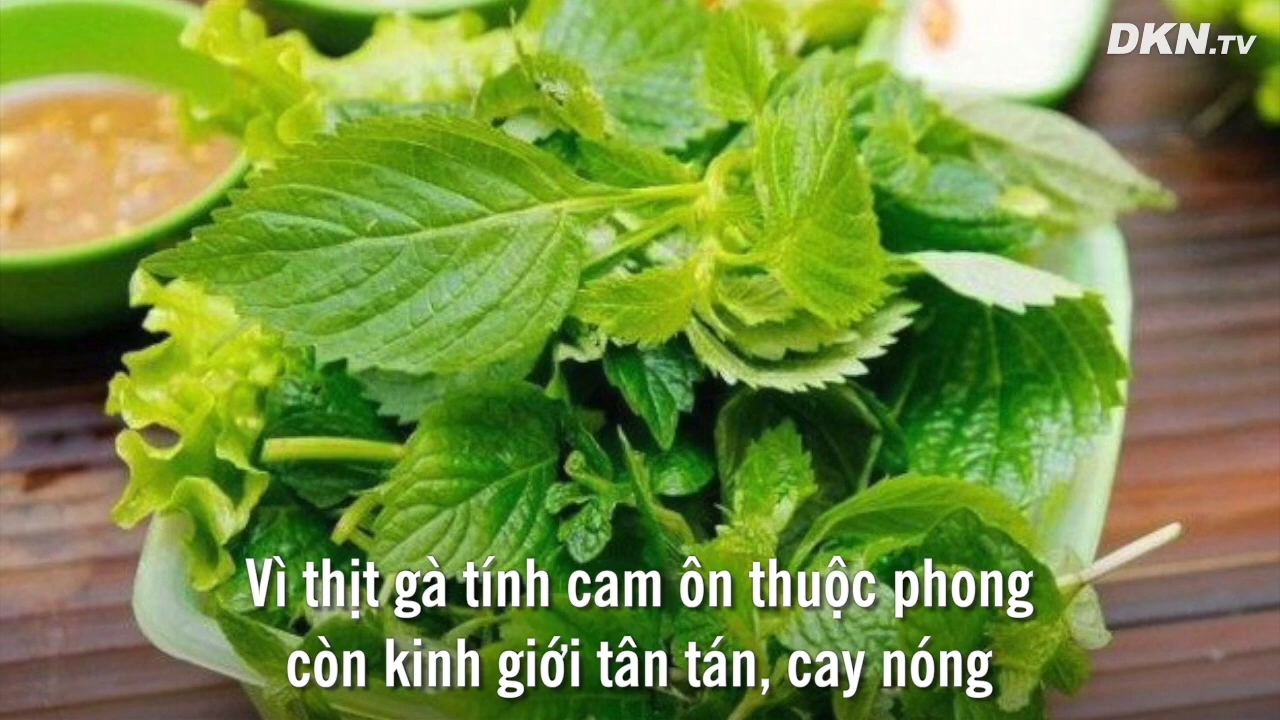 DKN.TV
Vì thịt gà tính cam ôn thuộc phong
còn kinh giới tân tán, cay nóng